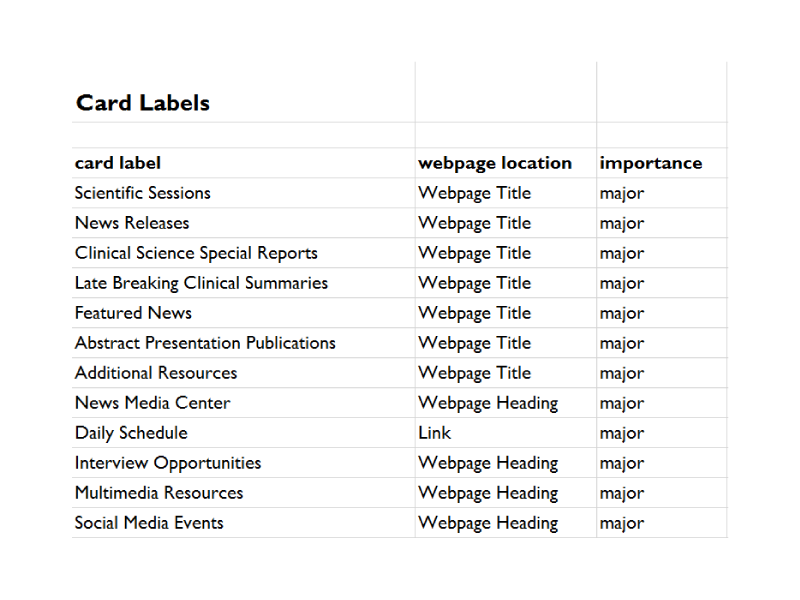 Card Labels
card label webpage location importance
Scientific Sessions Webpage Title major
News Releases Webpage Title major
Clinical Science Special Reports Webpage Title major
Late Breaking Clinical Summaries Webpage Title major
Featured News Webpage Title major
Abstract Presentation Publications Webpage Title major
Additional Resources Webpage Title major
News Media Center Webpage Heading major
Daily Schedule Link major
Interview Opportunities Webpage Heading major
Multimedia Resources Webpage Heading major
Social Media Events Webpage Heading major